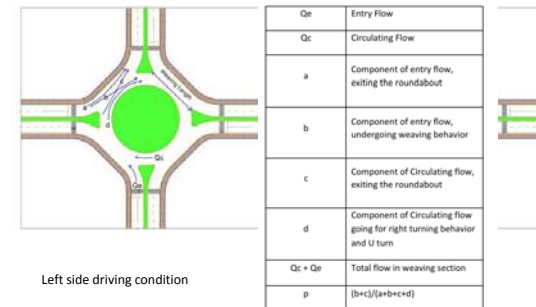 a
b
c
d
Weaving Length
Qc
Qe
Left side driving condition
Qe Entry Flow
Qc Circulating Flow
a Component of entry flow,
exiting the roundabout
b Component of entry flow,
undergoing weaving behavior
c Component of Circulating flow,
exiting the roundabout
d Component of Circulating flow
going for right turning behavior
and U turn
Qc + Qe Total flow in weaving section
p (b+c)/(a+b+c+d)